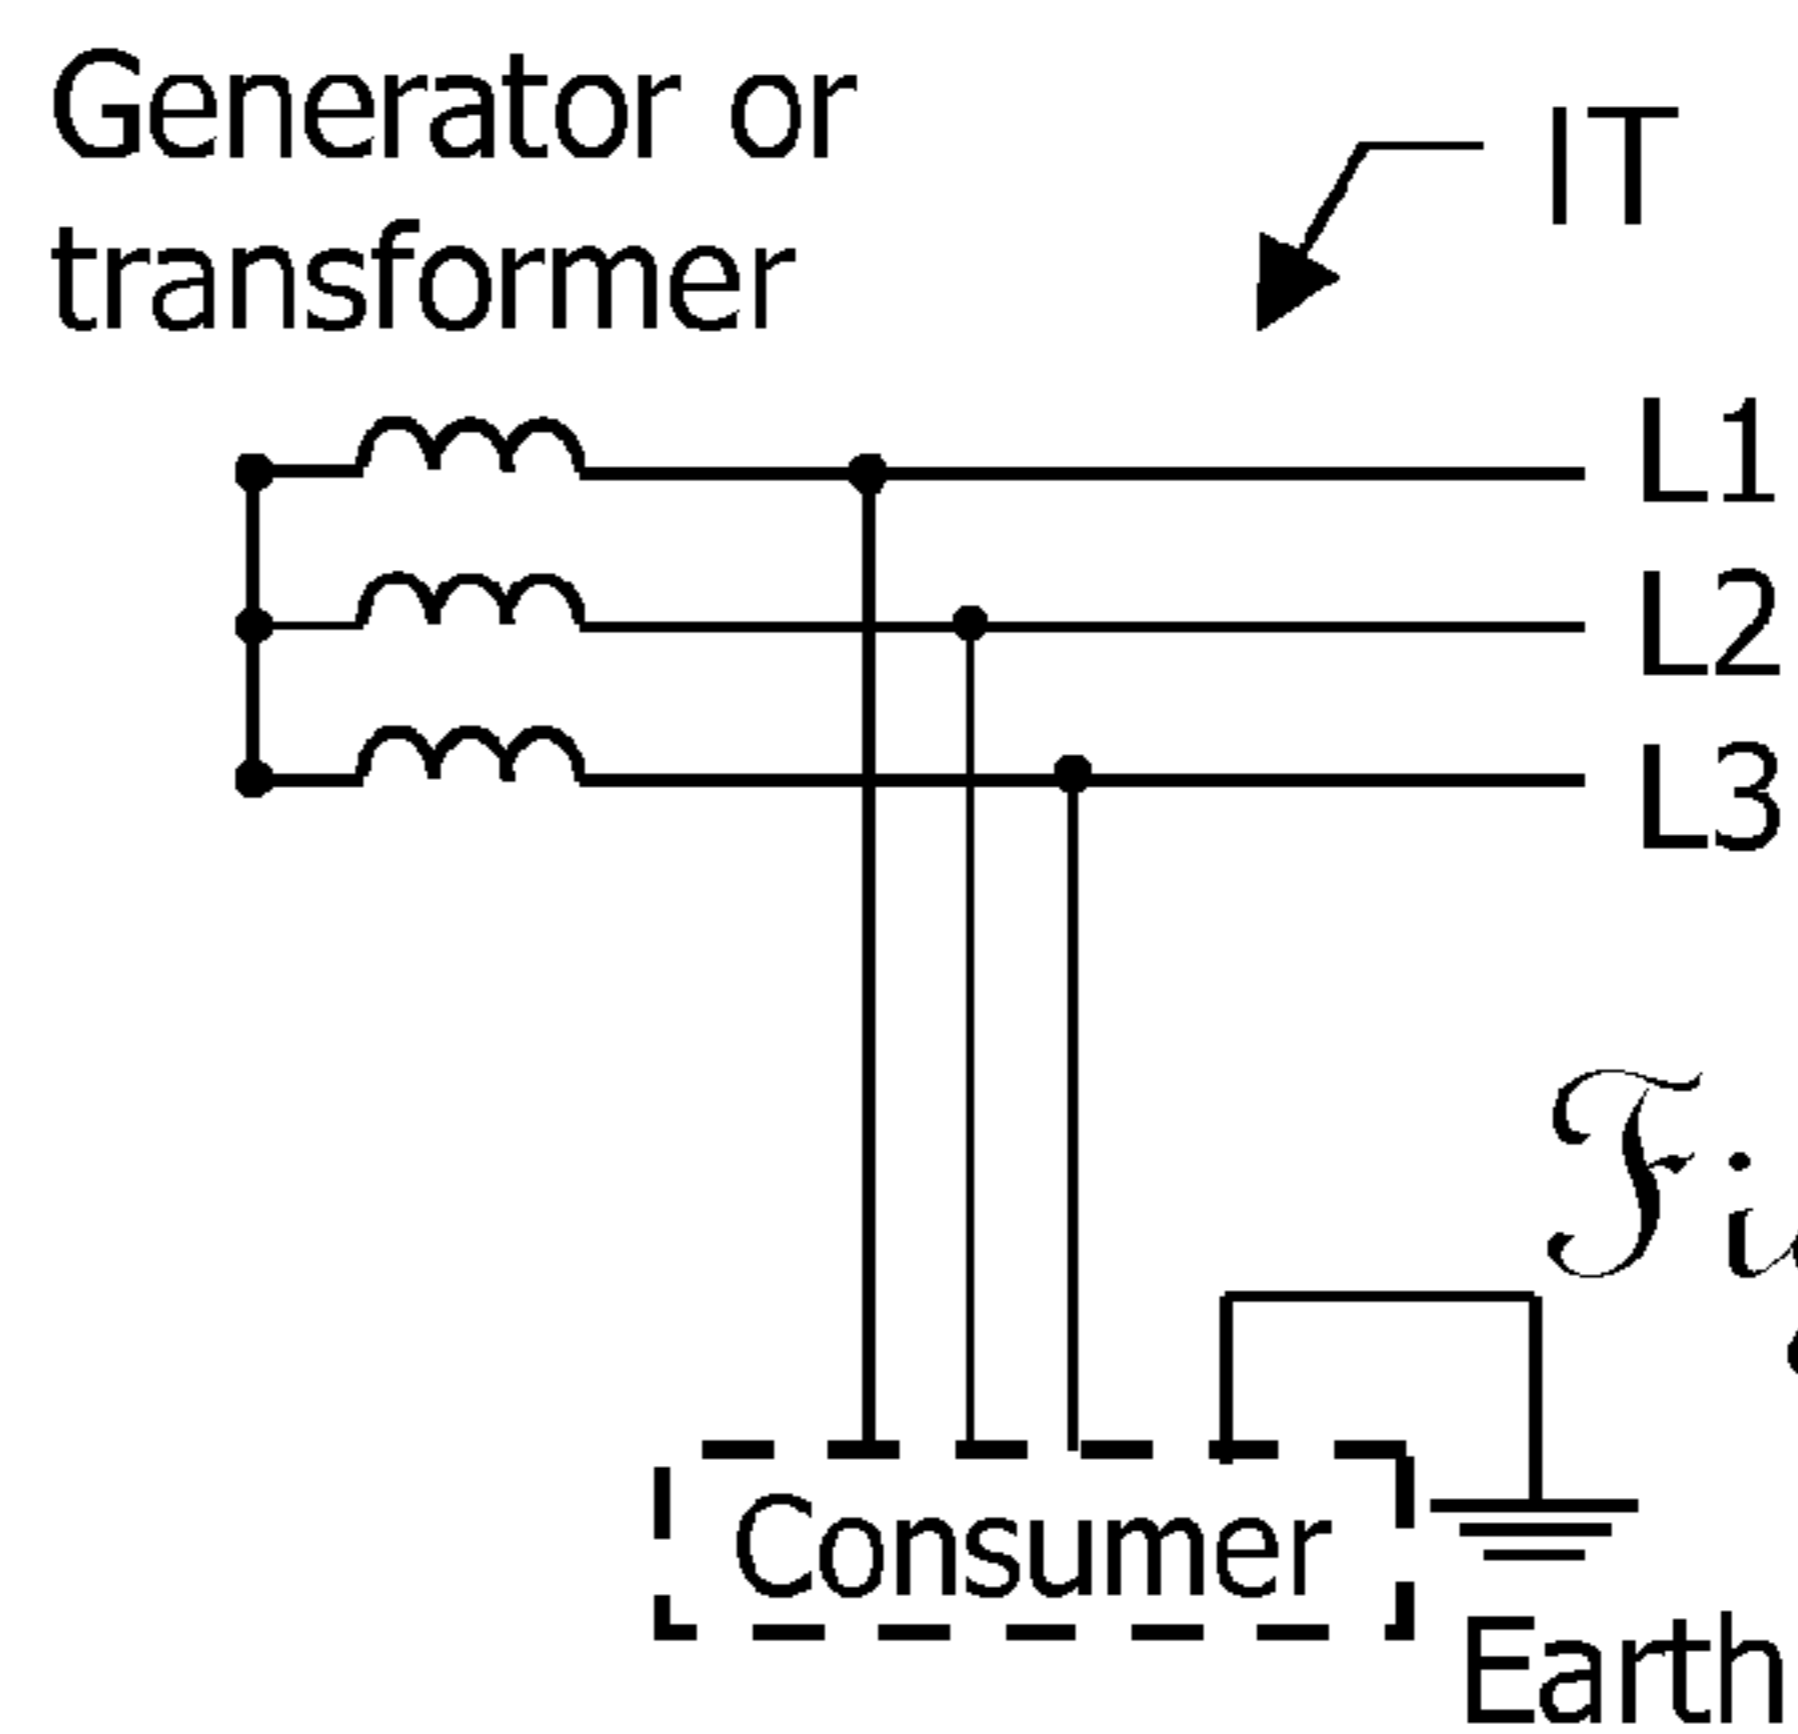 Generator or
transformer
IT
L1
L2
L3
Consumer
Earth